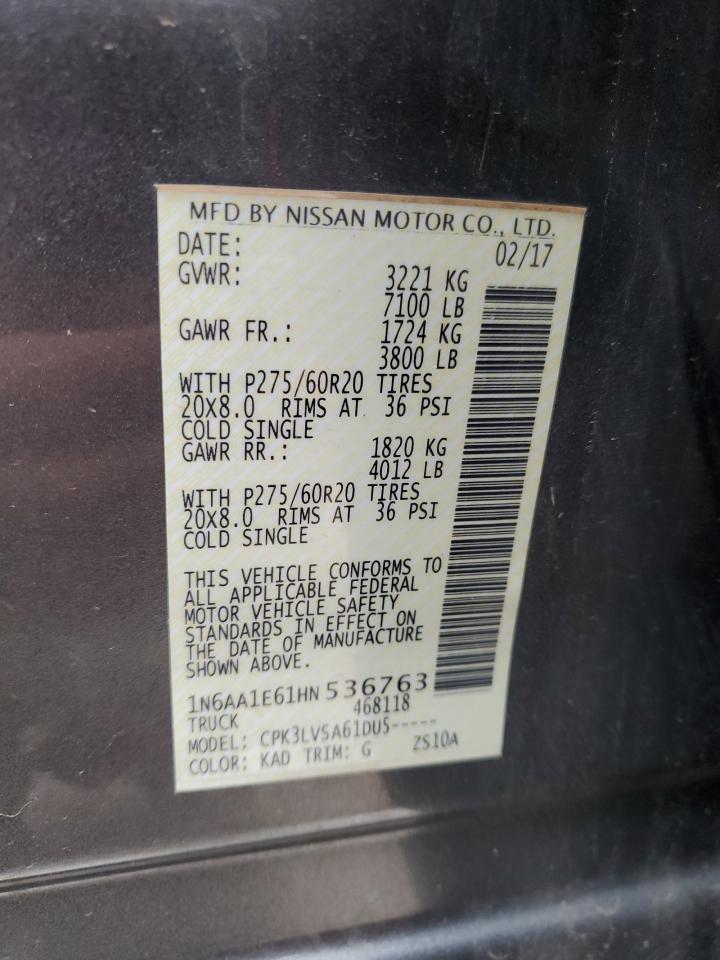 MFD BY NISSAN MOTOR CO., LTD.
DATE: 02/17
GVWR: 3221 KG
7100 LB
GAWR FR.: 1724 KG
3800 LB
WITH P275/60R20 TIRES
20X8.0 RIMS AT 36 PSI
COLD SINGLE
GAWR RR.: 1820 KG
4012 LB
WITH P275/60R20 TIRES
20X8.0 RIMS AT 36 PSI
COLD SINGLE
THIS VEHICLE CONFORMS TO
ALL APPLICABLE FEDERAL
MOTOR VEHICLE SAFETY
STANDARDS IN EFFECT ON
THE DATE OF MANUFACTURE
SHOWN ABOVE.
1N6AA1E61HN 536763
TRUCK 468118
MODEL: CPK3LVSA61DU5-----
COLOR: KAD TRIM: G ZS10A